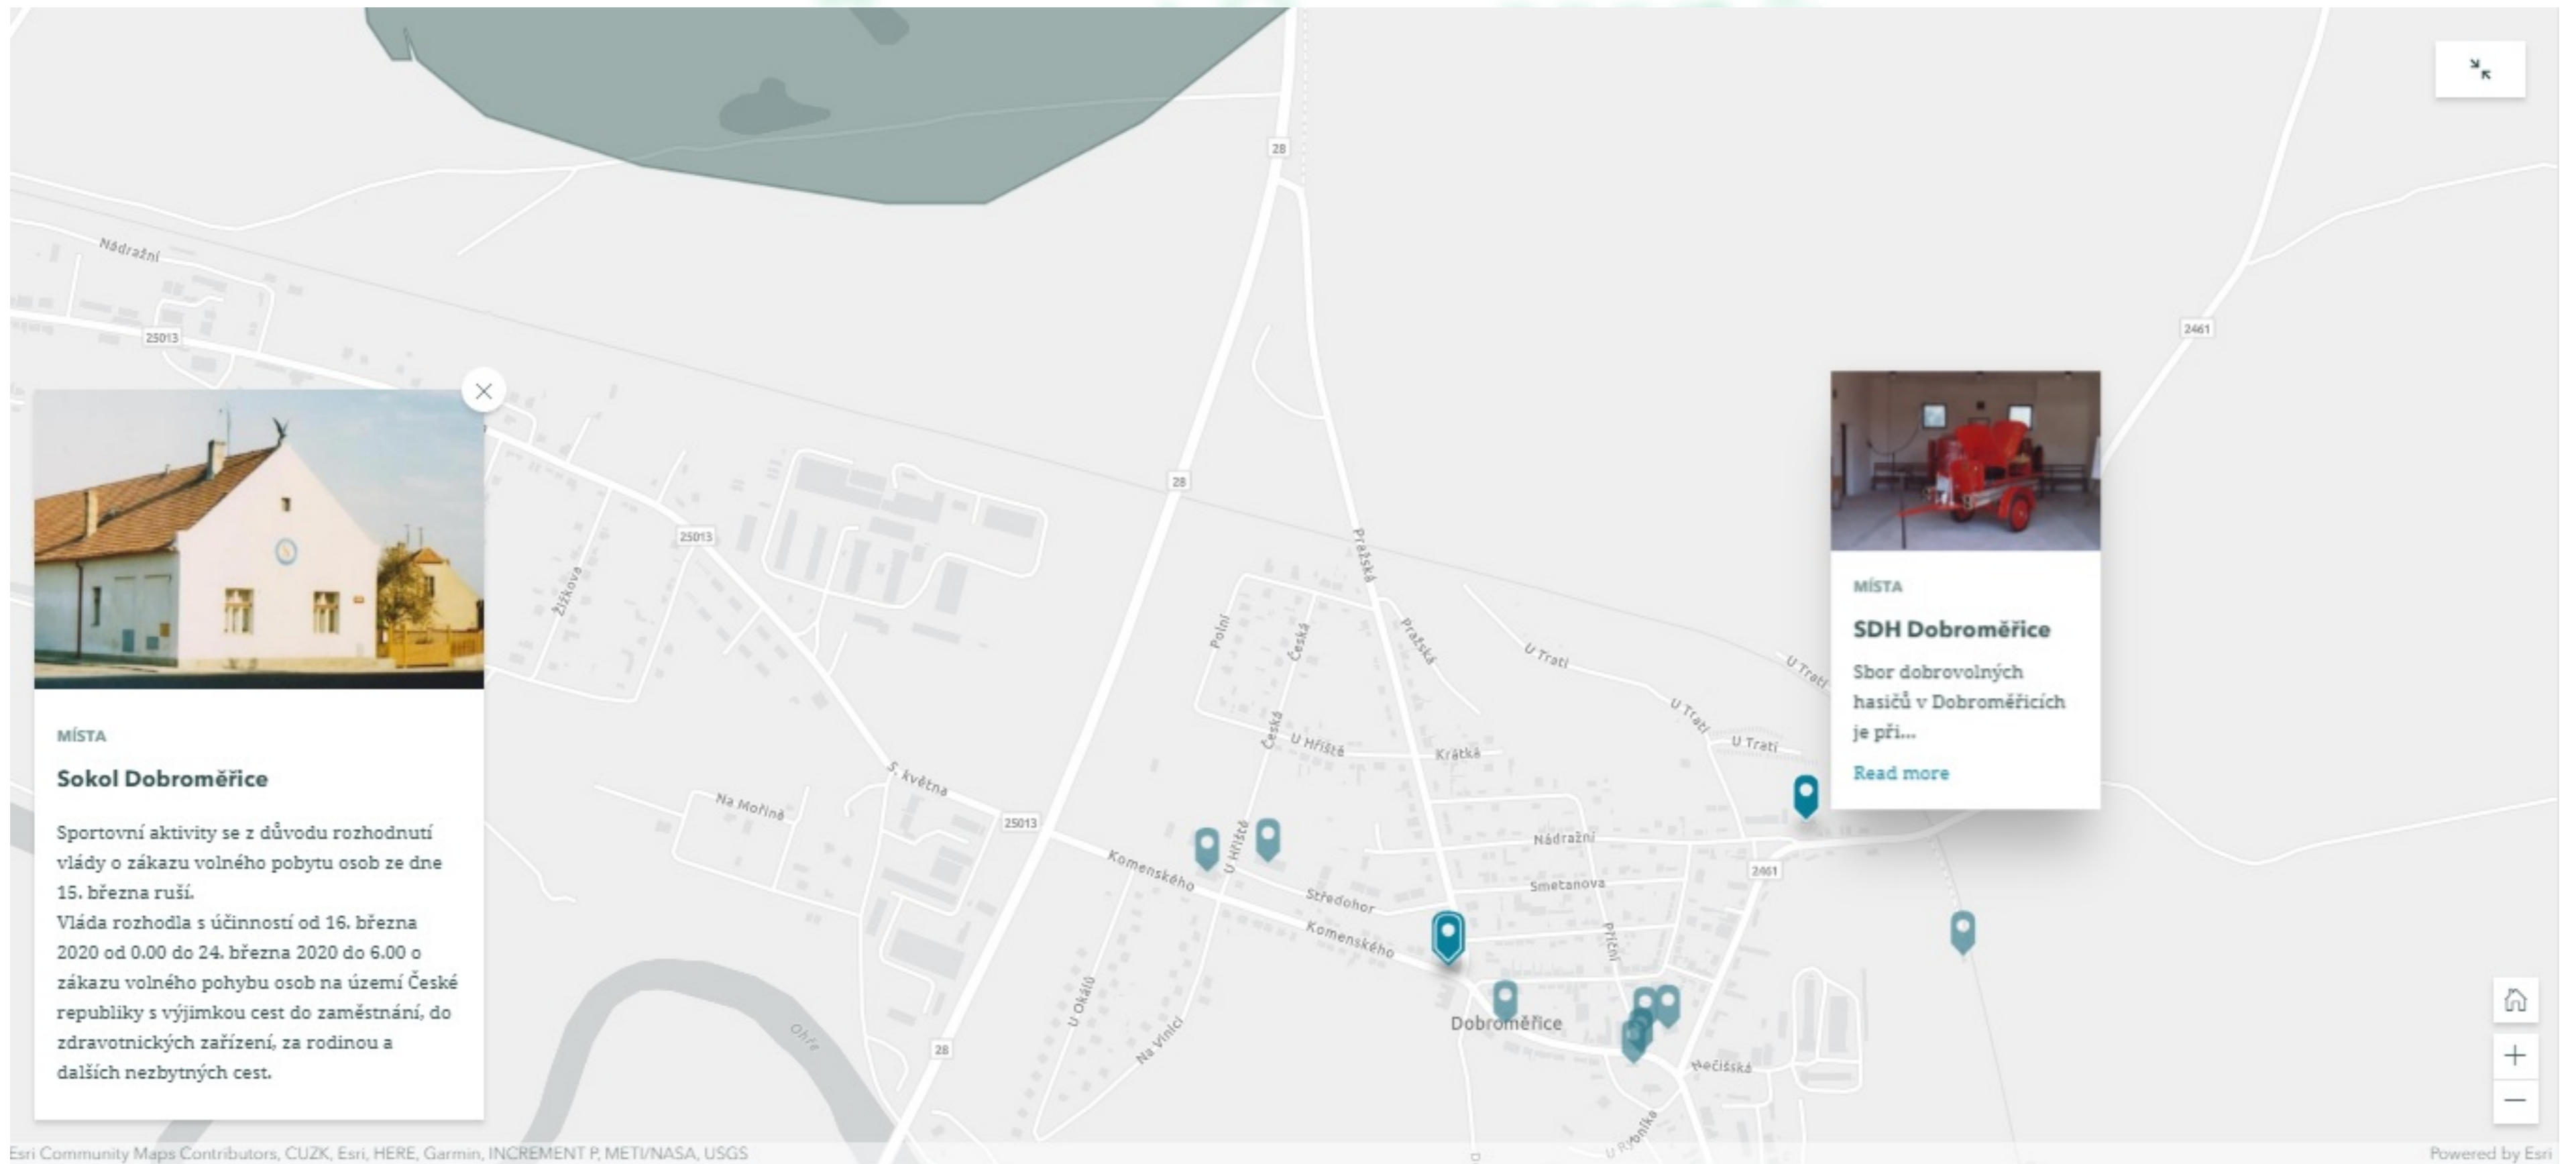 28
Nádražní
25013
2461
28
25013
Žižkova
Pražská
Polní
Česká
Pražská
U Trati
U Trati
U Trati
U Trati
Česká
U Hřiště
Krátká
5. května
Na Mořině
25013
U Hřiště
Komenského
Nádražní
2461
Středohor
Smetanova
Komenského
Příční
U Okálů
Na Vinici
Ohře
28
Dobroměřice
Nečišská
U Rybníka
D
MÍSTA
Sokol Dobroměřice
Sportovní aktivity se z důvodu rozhodnutí
vlády o zákazu volného pobytu osob ze dne
15. března ruší.
Vláda rozhodla s účinností od 16. března
2020 od 0.00 do 24. března 2020 do 6.00 o
zákazu volného pohybu osob na území České
republiky s výjimkou cest do zaměstnání, do
zdravotnických zařízení, za rodinou a
dalších nezbytných cest.
MÍSTA
SDH Dobroměřice
Sbor dobrovolných
hasičů v Dobroměřicích
je při...
Read more
Esri Community Maps Contributors, CUZK, Esri, HERE, Garmin, INCREMENT P, METI/NASA, USGS
Powered by Esri